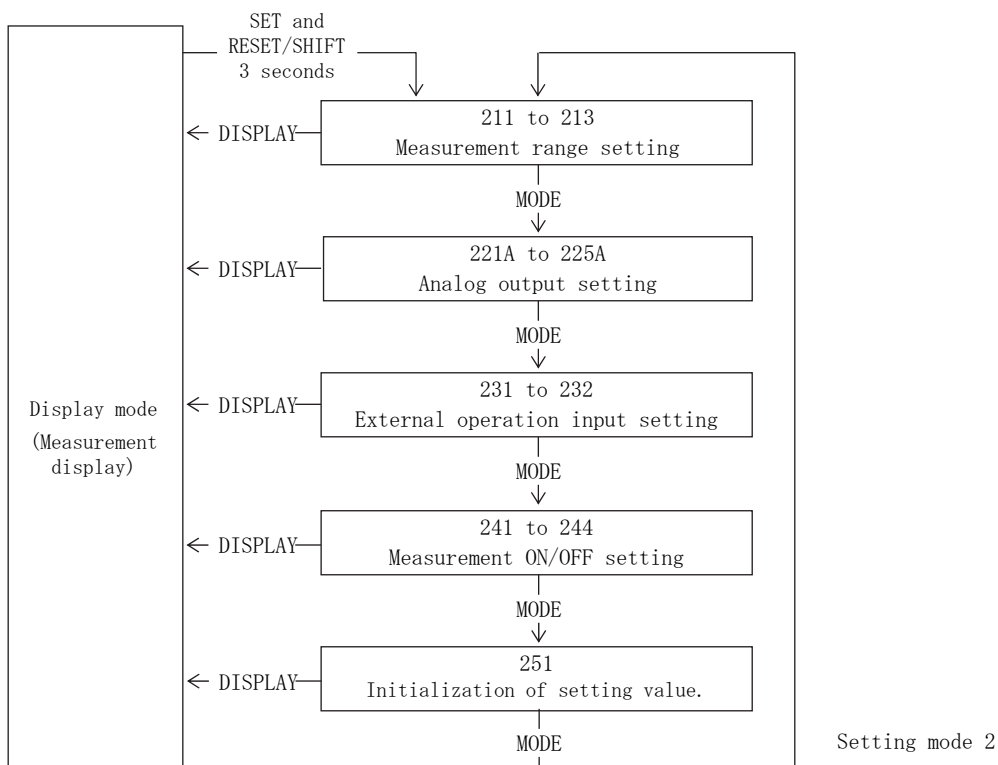 SET and
RESET/SHIFT
3 seconds
211 to 213
Measurement range setting
DISPLAY
MODE
221A to 225A
Analog output setting
DISPLAY
MODE
231 to 232
External operation input setting
DISPLAY
Display mode
(Measurement
display)
MODE
241 to 244
Measurement ON/OFF setting
DISPLAY
MODE
251
Initialization of setting value.
DISPLAY
MODE
Setting mode 2